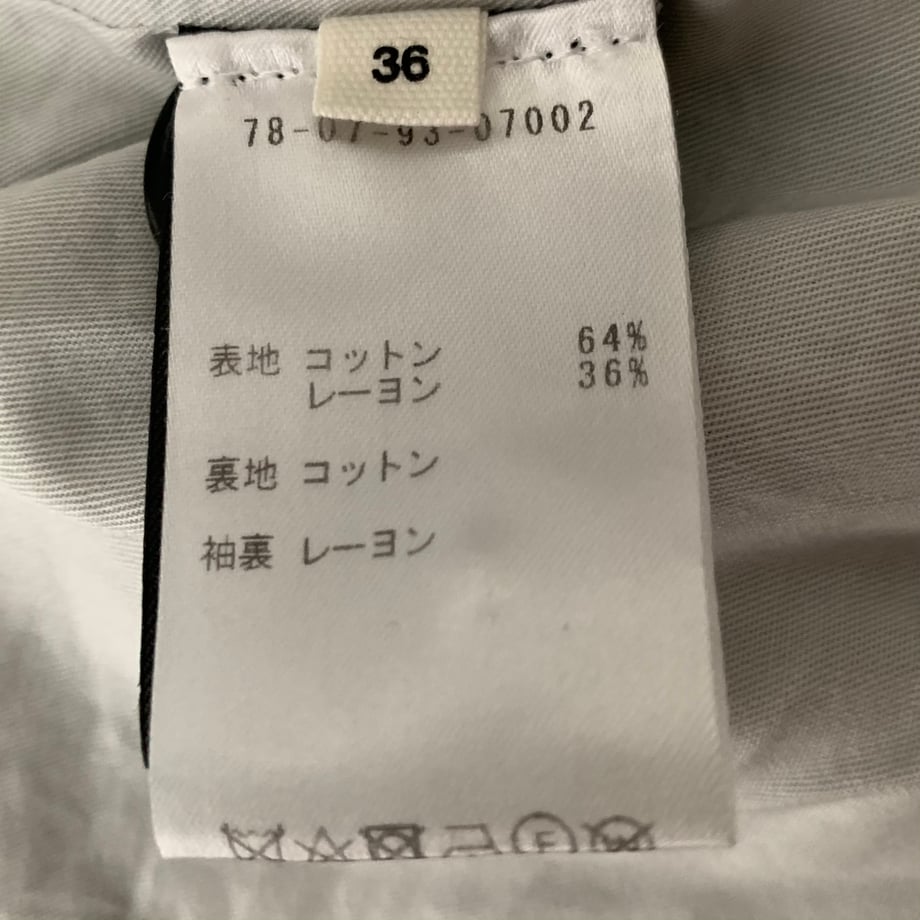 36
78-07-93-07002
表地 コットン 64%
レーヨン 36%
裏地 コットン
袖裏 レーヨン
F